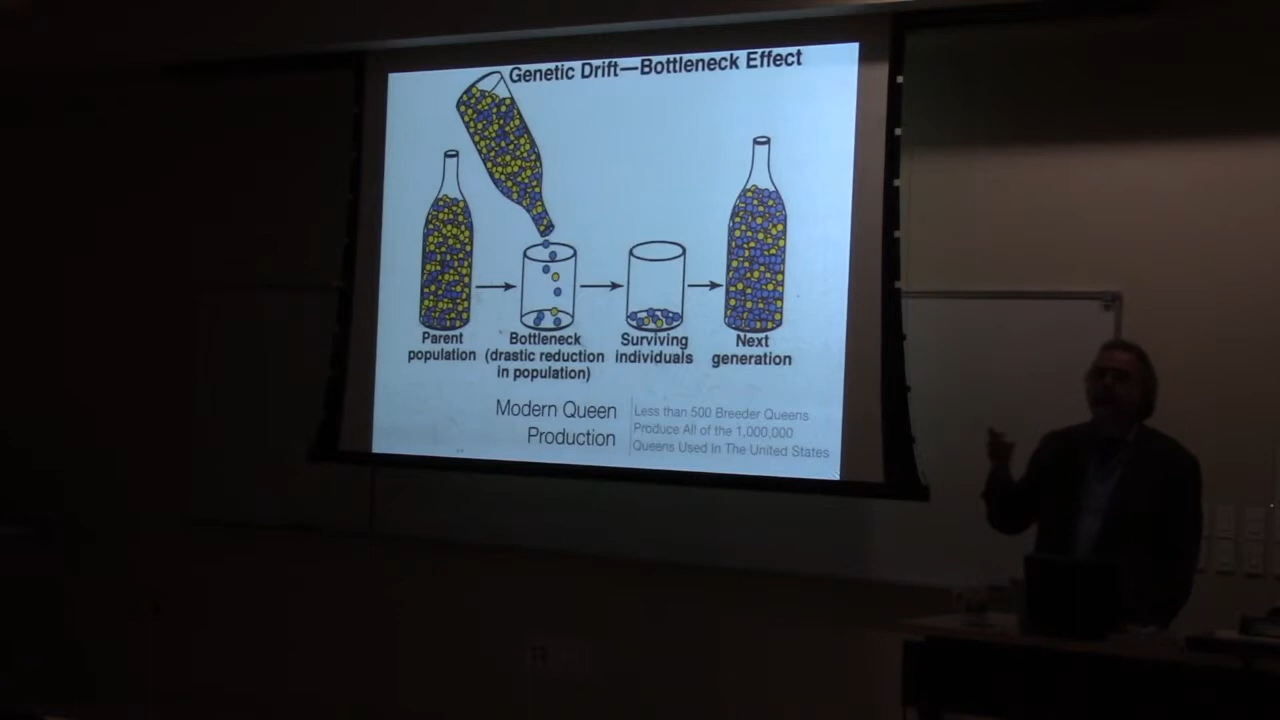 Genetic Drift—Bottleneck Effect
Parent
population
Bottleneck
(drastic reduction
in population)
Surviving
individuals
Next
generation
Modern Queen
Production
Less than 500 Breeder Queens
Produce All of the 1,000,000
Queens Used In The United States